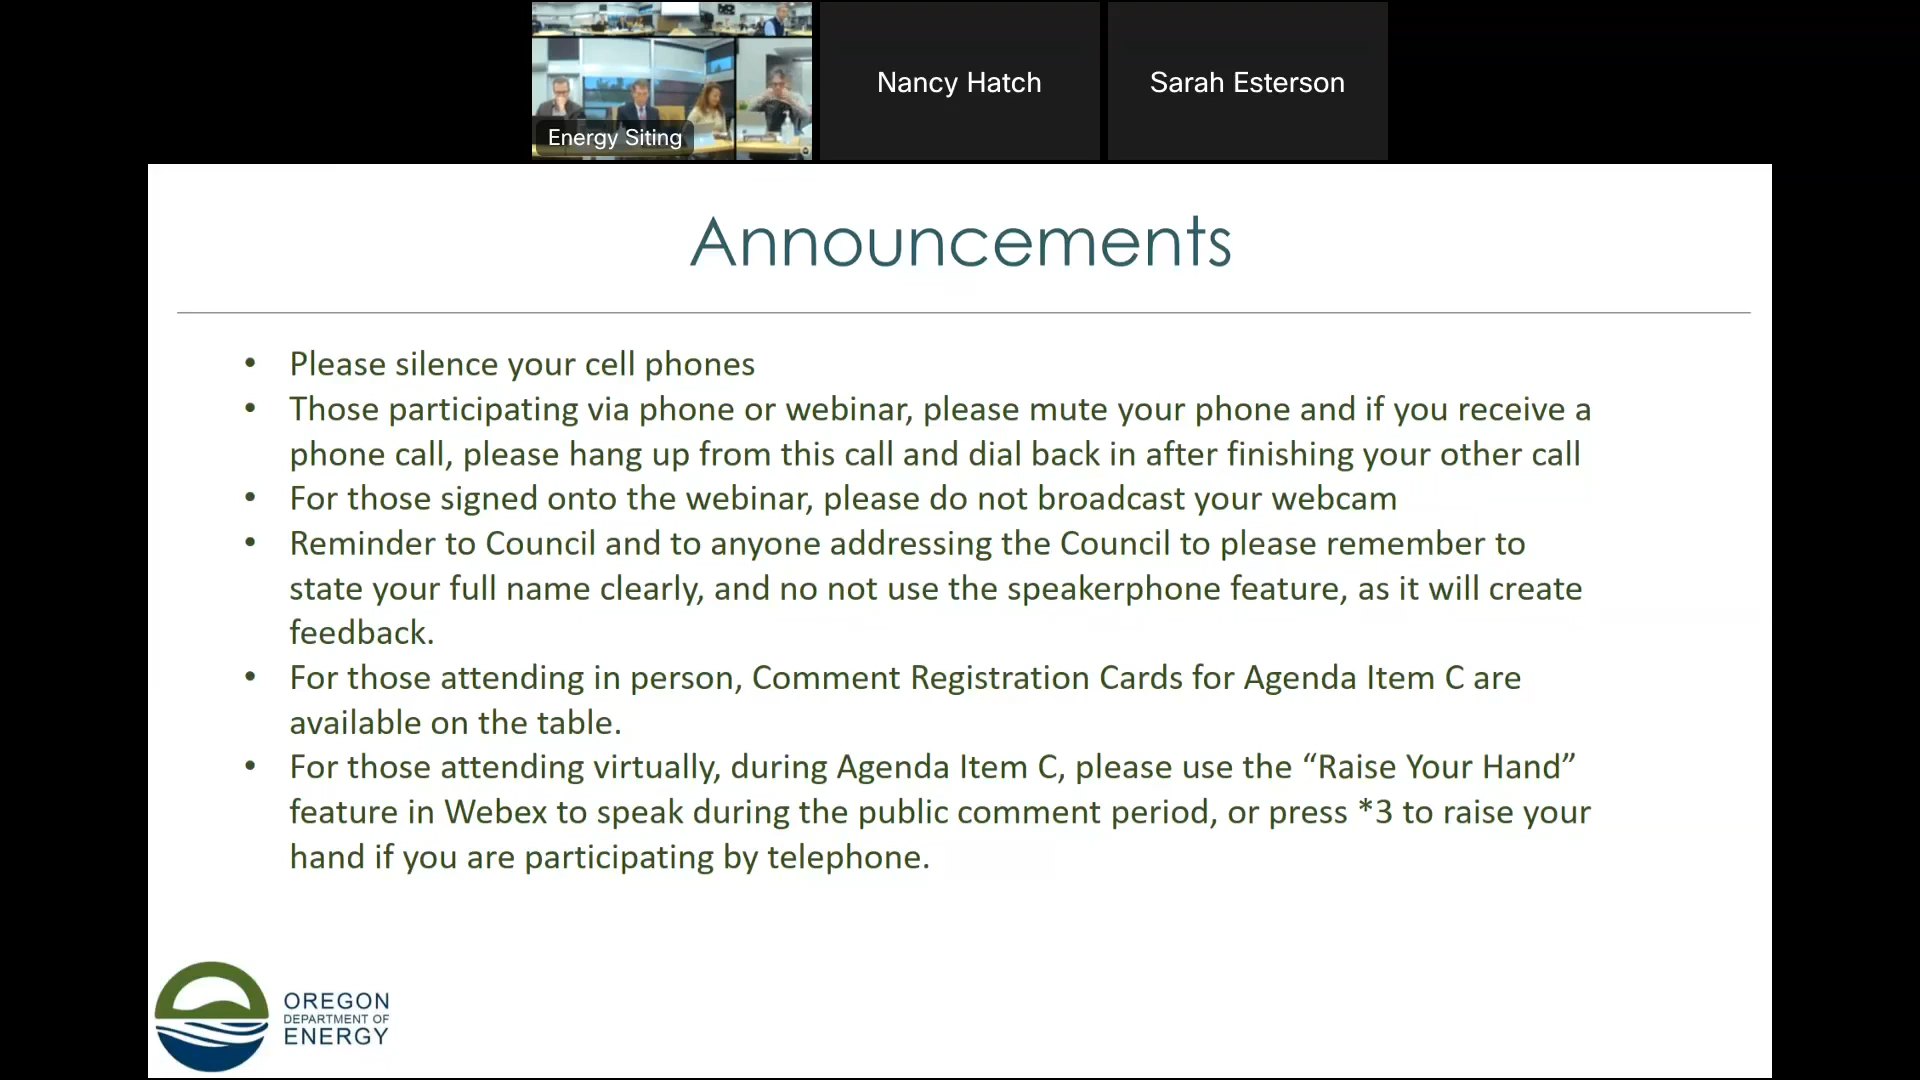 Energy Siting
Nancy Hatch
Sarah Esterson
Announcements
• Please silence your cell phones
• Those participating via phone or webinar, please mute your phone and if you receive a
phone call, please hang up from this call and dial back in after finishing your other call
• For those signed onto the webinar, please do not broadcast your webcam
• Reminder to Council and to anyone addressing the Council to please remember to
state your full name clearly, and no not use the speakerphone feature, as it will create
feedback.
• For those attending in person, Comment Registration Cards for Agenda Item C are
available on the table.
• For those attending virtually, during Agenda Item C, please use the “Raise Your Hand”
feature in Webex to speak during the public comment period, or press *3 to raise your
hand if you are participating by telephone.
OREGON
DEPARTMENT OF
ENERGY